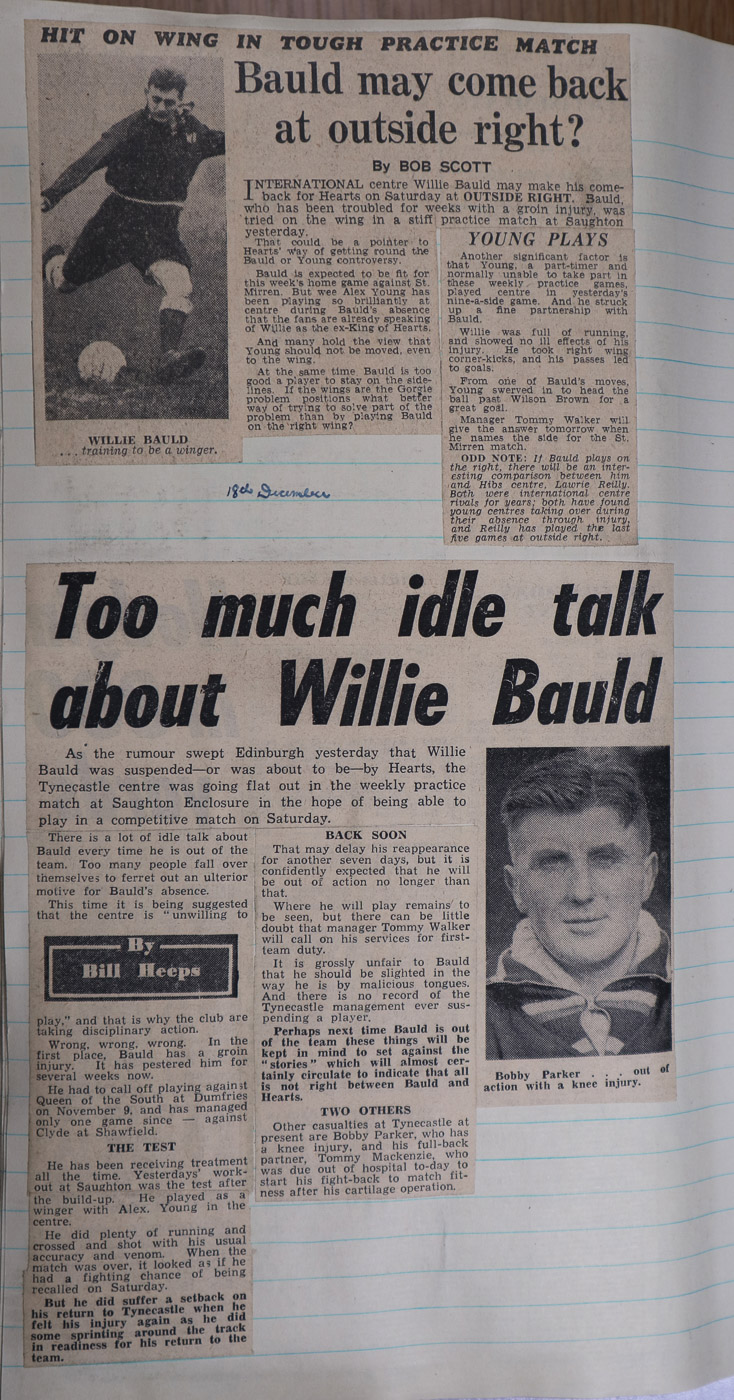 HIT ON WING IN TOUGH PRACTICE MATCH
Bauld may come back
at outside right?
By BOB SCOTT
INTERNATIONAL centre Willie Bauld may make his come-
back for Hearts on Saturday at OUTSIDE RIGHT. Bauld,
who has been troubled for weeks with a groin injury, was
tried on the wing in a stiff practice match at Saughton
yesterday.
That could be a pointer to
Hearts' way of getting round the
Bauld or Young controversy.
Bauld is expected to be fit for
this week's home game against St.
Mirren. But wee Alex Young has
been playing so brilliantly at
centre during Bauld's absence
that the fans are already speaking
of Willie as the ex-King of Hearts.
And many hold the view that
Young should not be moved, even
to the wing.
At the same time Bauld is too
good a player to stay on the side-
lines. If the wings are the Gorgie
problem positions what better
way of trying to solve part of the
problem than by playing Bauld
on the right wing?
WILLIE BAULD
... training to be a winger.
YOUNG PLAYS
Another significant factor is
that Young, a part-timer and
normally unable to take part in
these weekly practice games,
played centre in yesterday's
nine-a-side game. And he struck
up a fine partnership with
Bauld.
Willie was full of running,
and showed no ill effects of his
injury. He took right wing
corner-kicks, and his passes led
to goals.
From one of Bauld's moves,
Young swerved in to head the
ball past Wilson Brown for a
great goal.
Manager Tommy Walker will
give the answer tomorrow when
he names the side for the St.
Mirren match.
ODD NOTE: If Bauld plays on
the right, there will be an inter-
esting comparison between him
and Hibs centre, Lawrie Reilly.
Both were international centre
rivals for years; both have found
young centres taking over during
their absence through injury,
and Reilly has played the last
five games at outside right.
18th December
Too much idle talk
about Willie Bauld
As the rumour swept Edinburgh yesterday that Willie
Bauld was suspended—or was about to be—by Hearts, the
Tynecastle centre was going flat out in the weekly practice
match at Saughton Enclosure in the hope of being able to
play in a competitive match on Saturday.
There is a lot of idle talk about
Bauld every time he is out of the
team. Too many people fall over
themselves to ferret out an ulterior
motive for Bauld's absence.
This time it is being suggested
that the centre is "unwilling to
By
Bill Heeps
play," and that is why the club are
taking disciplinary action.
Wrong, wrong, wrong. In the
first place, Bauld has a groin
injury. It has pestered him for
several weeks now.
He had to call off playing against
Queen of the South at Dumfries
on November 9, and has managed
only one game since — against
Clyde at Shawfield.
THE TEST
He has been receiving treatment
all the time. Yesterdays' work-
out at Saughton was the test after
the build-up. He played as a
winger with Alex. Young in the
centre.
He did plenty of running and
crossed and shot with his usual
accuracy and venom. When the
match was over, it looked as if he
had a fighting chance of being
recalled on Saturday.
But he did suffer a setback on
his return to Tynecastle when he
felt his injury again as he did
some sprinting around the track
in readiness for his return to the
team.
BACK SOON
That may delay his reappearance
for another seven days, but it is
confidently expected that he will
be out of action no longer than
that.
Where he will play remains to
be seen, but there can be little
doubt that manager Tommy Walker
will call on his services for first-
team duty.
It is grossly unfair to Bauld
that he should be slighted in the
way he is by malicious tongues.
And there is no record of the
Tynecastle management ever sus-
pending a player.
Perhaps next time Bauld is out
of the team these things will be
kept in mind to set against the
"stories" which will almost cer-
tainly circulate to indicate that all
is not right between Bauld and
Hearts.
TWO OTHERS
Other casualties at Tynecastle at
present are Bobby Parker, who has
a knee injury, and his full-back
partner, Tommy Mackenzie, who
was due out of hospital to-day to
start his fight-back to match fit-
ness after his cartilage operation.
Bobby Parker . . . out of
action with a knee injury.